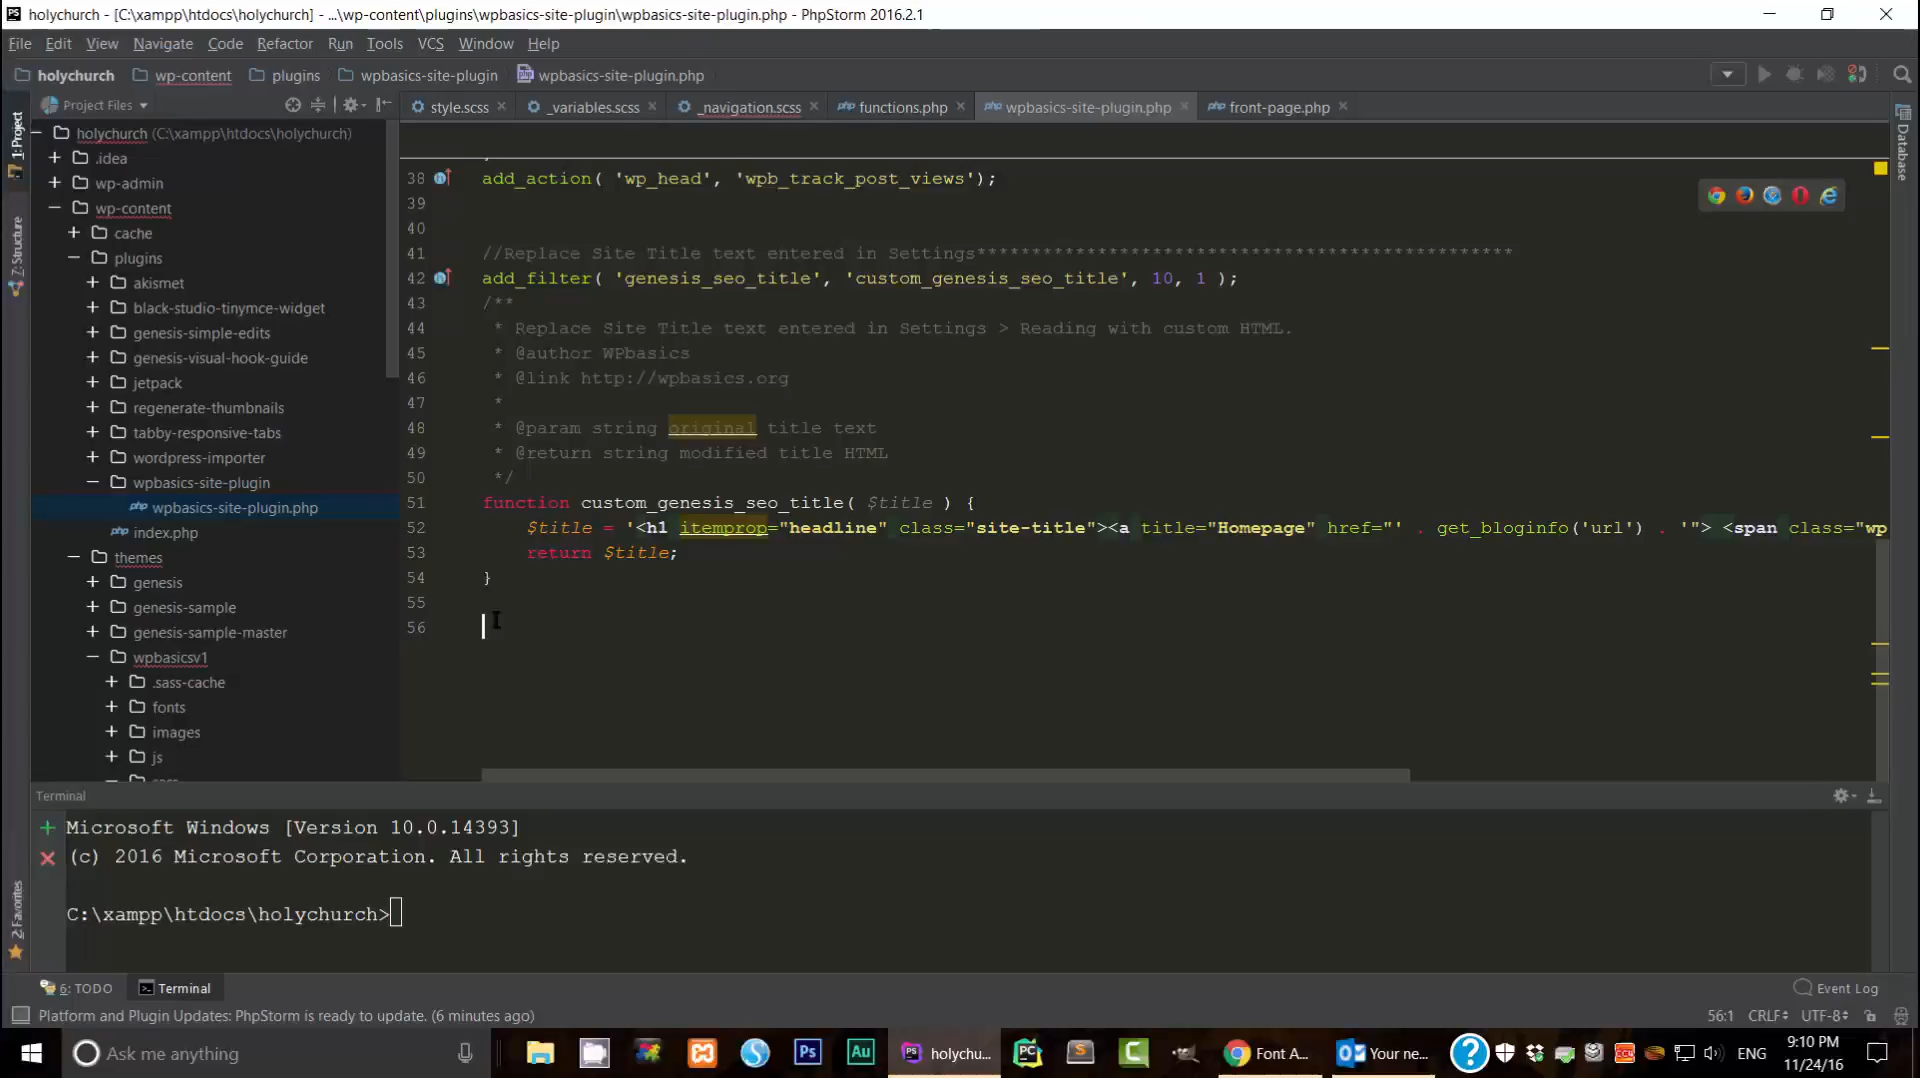 holychurch - [C:\xampp\htdocs\holychurch] - ...\wp-content\plugins\wpbasics-site-plugin\wpbasics-site-plugin.php - PhpStorm 2016.2.1
File Edit View Navigate Code Refactor Run Tools VCS Window Help
holychurch wp-content plugins wpbasics-site-plugin wpbasics-site-plugin.php
Project Files
style.scss _variables.scss _navigation.scss functions.php wpbasics-site-plugin.php front-page.php
1: Project
7: Structure
2: Favorites
Database
holychurch (C:\xampp\htdocs\holychurch)
.idea
wp-admin
wp-content
cache
plugins
akismet
black-studio-tinymce-widget
genesis-simple-edits
genesis-visual-hook-guide
jetpack
regenerate-thumbnails
tabby-responsive-tabs
wordpress-importer
wpbasics-site-plugin
wpbasics-site-plugin.php
index.php
themes
genesis
genesis-sample
genesis-sample-master
wpbasicsv1
.sass-cache
fonts
images
js
38 add_action( 'wp_head', 'wpb_track_post_views');
39
40
41 //Replace Site Title text entered in Settings*************************************************
42 add_filter( 'genesis_seo_title', 'custom_genesis_seo_title', 10, 1 );
43 /**
44 * Replace Site Title text entered in Settings > Reading with custom HTML.
45 * @author WPbasics
46 * @link http://wpbasics.org
47 *
48 * @param string original title text
49 * @return string modified title HTML
50 */
51 function custom_genesis_seo_title( $title ) {
52 $title = '<h1 itemprop="headline" class="site-title"><a title="Homepage" href="' . get_bloginfo('url') . '"> <span class="wp
53 return $title;
54 }
55
56
Terminal
Microsoft Windows [Version 10.0.14393]
(c) 2016 Microsoft Corporation. All rights reserved.
C:\xampp\htdocs\holychurch>
6: TODO Terminal Event Log
Platform and Plugin Updates: PhpStorm is ready to update. (6 minutes ago) 56:1 CRLF UTF-8
Ask me anything Ps Au holychu... Font A... Your ne... ENG 9:10 PM
11/24/16